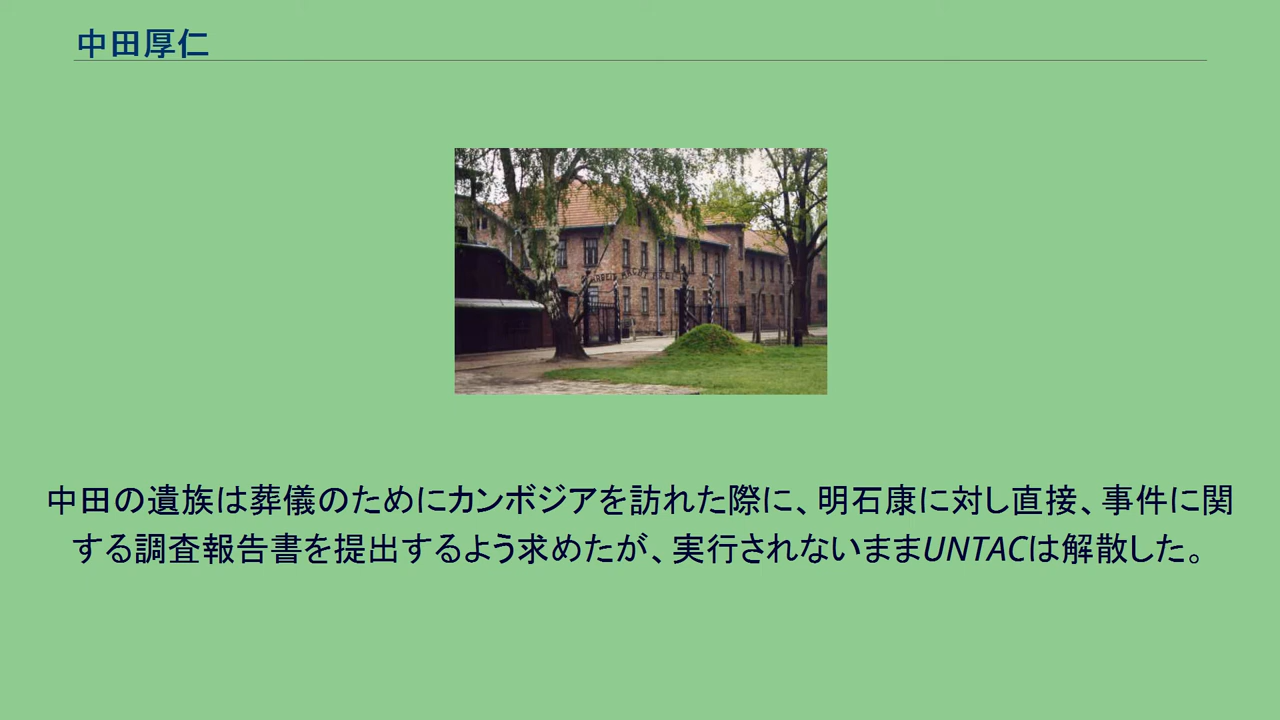 中田厚仁
ARBEIT MACHT FREI
中田の遺族は葬儀のためにカンボジアを訪れた際に、明石康に対し直接、事件に関
する調査報告書を提出するよう求めたが、実行されないままUNTACは解散した。